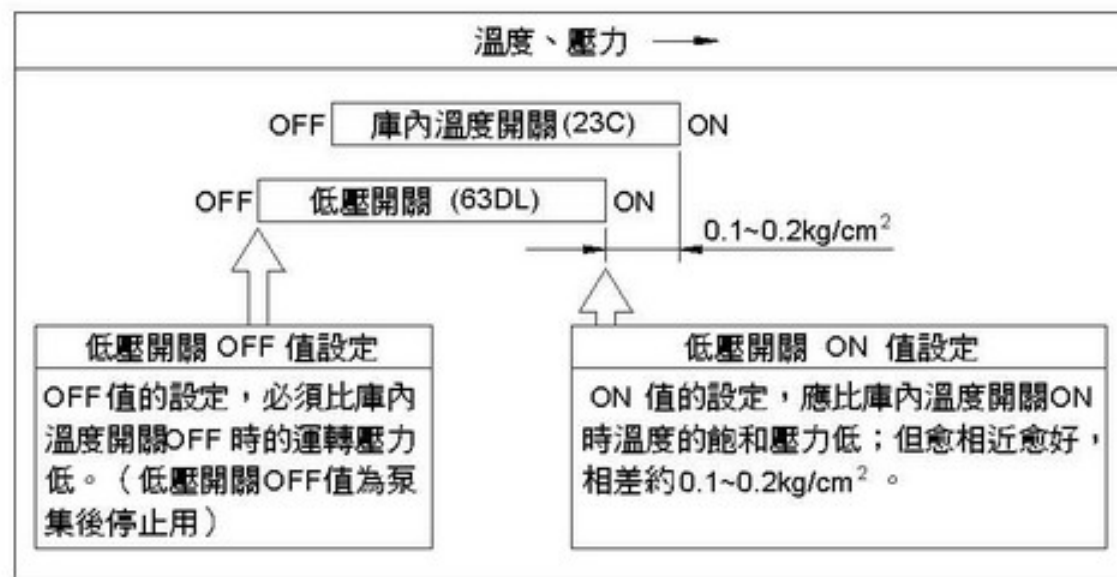 溫度、壓力
OFF 庫內溫度開關(23C) ON
OFF 低壓開關 (63DL) ON
0.1~0.2kg/cm²
低壓開關 OFF 值設定
OFF值的設定，必須比庫內
溫度開關OFF 時的運轉壓力
低。（低壓開關OFF值為泵
集後停止用）
低壓開關 ON 值設定
ON 值的設定，應比庫內溫度開關ON
時溫度的飽和壓力低；但愈相近愈好，
相差約0.1~0.2kg/cm² 。